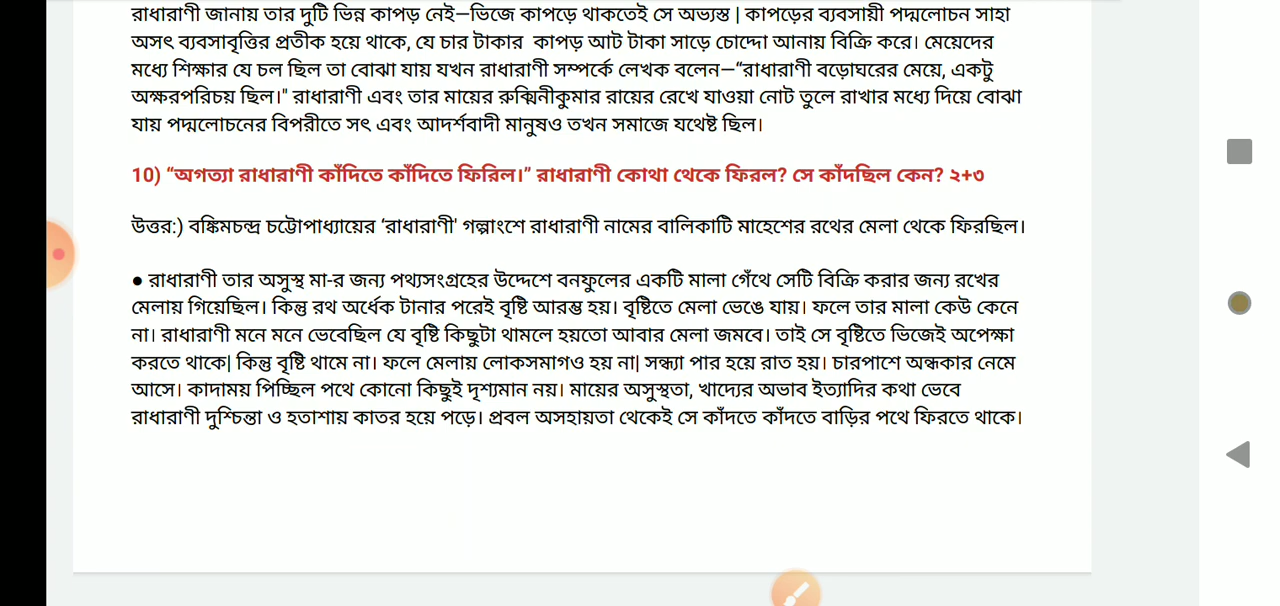 রাধারাণী জানায় তার দুটি ভিন্ন কাপড় নেই—ভিজে কাপড়ে থাকতেই সে অভ্যস্ত | কাপড়ের ব্যবসায়ী পদ্মলোচন সাহা
অসৎ ব্যবসাবৃত্তির প্রতীক হয়ে থাকে, যে চার টাকার কাপড় আট টাকা সাড়ে চোদ্দো আনায় বিক্রি করে। মেয়েদের
মধ্যে শিক্ষার যে চল ছিল তা বোঝা যায় যখন রাধারাণী সম্পর্কে লেখক বলেন—“রাধারাণী বড়োঘরের মেয়ে, একটু
অক্ষরপরিচয় ছিল।" রাধারাণী এবং তার মায়ের রুক্মিনীকুমার রায়ের রেখে যাওয়া নোট তুলে রাখার মধ্যে দিয়ে বোঝা
যায় পদ্মলোচনের বিপরীতে সৎ এবং আদর্শবাদী মানুষও তখন সমাজে যথেষ্ট ছিল।
10) “অগত্যা রাধারাণী কাঁদিতে কাঁদিতে ফিরিল।” রাধারাণী কোথা থেকে ফিরল? সে কাঁদছিল কেন? ২+৩
উত্তর:) বঙ্কিমচন্দ্র চট্টোপাধ্যায়ের ‘রাধারাণী' গল্পাংশে রাধারাণী নামের বালিকাটি মাহেশের রথের মেলা থেকে ফিরছিল।
● রাধারাণী তার অসুস্থ মা-র জন্য পথ্যসংগ্রহের উদ্দেশে বনফুলের একটি মালা গেঁথে সেটি বিক্রি করার জন্য রখের
মেলায় গিয়েছিল। কিন্তু রথ অর্ধেক টানার পরেই বৃষ্টি আরম্ভ হয়। বৃষ্টিতে মেলা ভেঙে যায়। ফলে তার মালা কেউ কেনে
না। রাধারাণী মনে মনে ভেবেছিল যে বৃষ্টি কিছুটা থামলে হয়তো আবার মেলা জমবে। তাই সে বৃষ্টিতে ভিজেই অপেক্ষা
করতে থাকে| কিন্তু বৃষ্টি থামে না। ফলে মেলায় লোকসমাগও হয় না| সন্ধ্যা পার হয়ে রাত হয়। চারপাশে অন্ধকার নেমে
আসে। কাদাময় পিচ্ছিল পথে কোনো কিছুই দৃশ্যমান নয়। মায়ের অসুস্থতা, খাদ্যের অভাব ইত্যাদির কথা ভেবে
রাধারাণী দুশ্চিন্তা ও হতাশায় কাতর হয়ে পড়ে। প্রবল অসহায়তা থেকেই সে কাঁদতে কাঁদতে বাড়ির পথে ফিরতে থাকে।